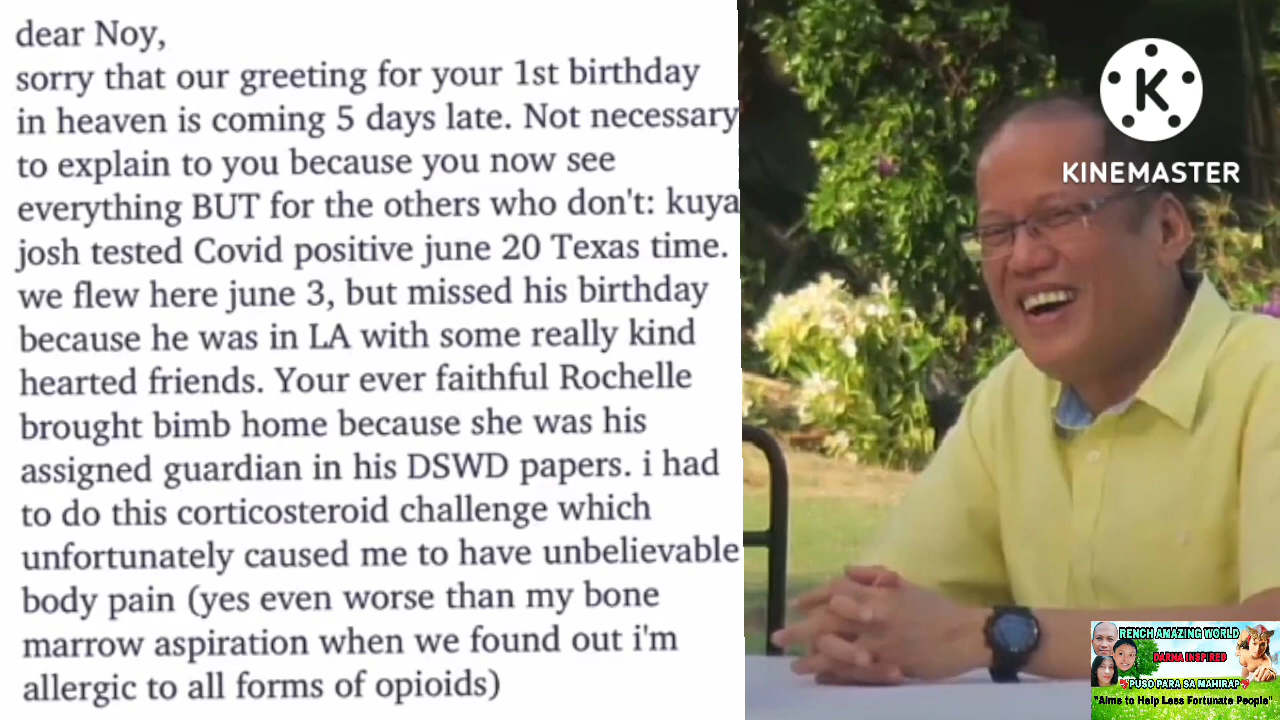 dear Noy,
sorry that our greeting for your 1st birthday
in heaven is coming 5 days late. Not necessary
to explain to you because you now see
everything BUT for the others who don't: kuya
josh tested Covid positive june 20 Texas time.
we flew here june 3, but missed his birthday
because he was in LA with some really kind
hearted friends. Your ever faithful Rochelle
brought bimb home because she was his
assigned guardian in his DSWD papers. i had
to do this corticosteroid challenge which
unfortunately caused me to have unbelievable
body pain (yes even worse than my bone
marrow aspiration when we found out i'm
allergic to all forms of opioids)
K
KINEMASTER
RENCH AMAZING WORLD
DARNA INSPIRED
PUSO PARA SA MAHIRAP
"Aims to Help Less Fortunate People"